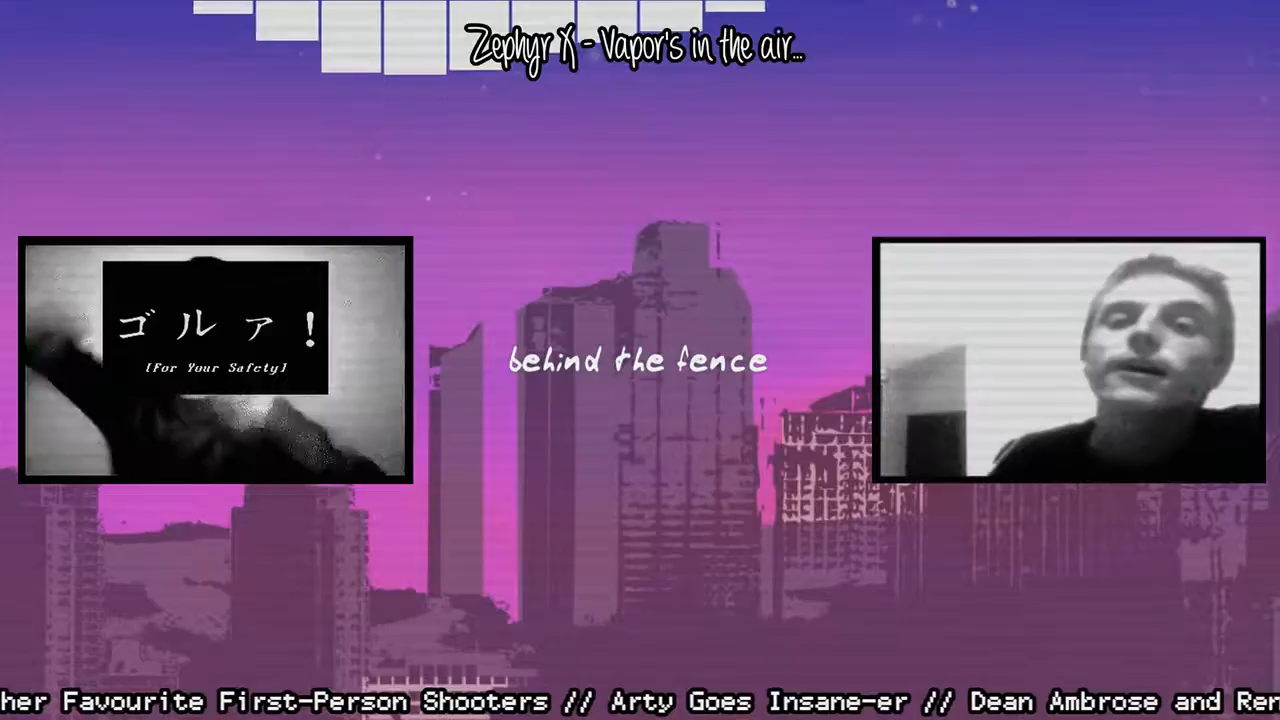 Zephyr X - Vapor's in the air...
ゴルァ!
[For Your Safety]
behind the fence
her Favourite First-Person Shooters // Arty Goes Insane-er // Dean Ambrose and Ren